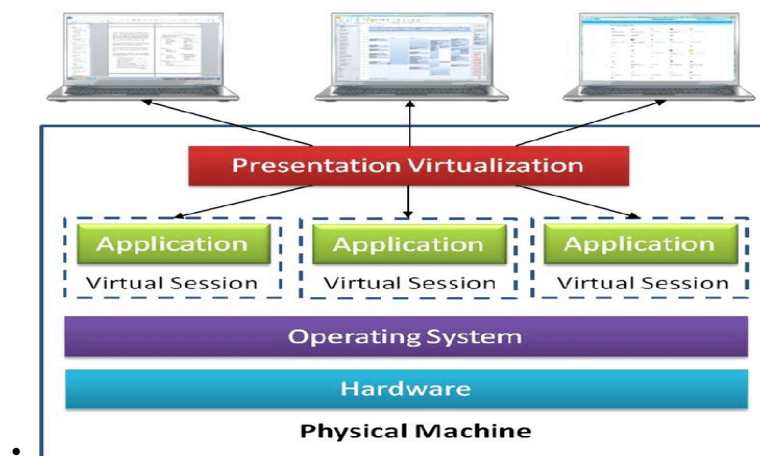 Presentation Virtualization
Application
Application
Application
Virtual Session
Virtual Session
Virtual Session
Operating System
Hardware
Physical Machine